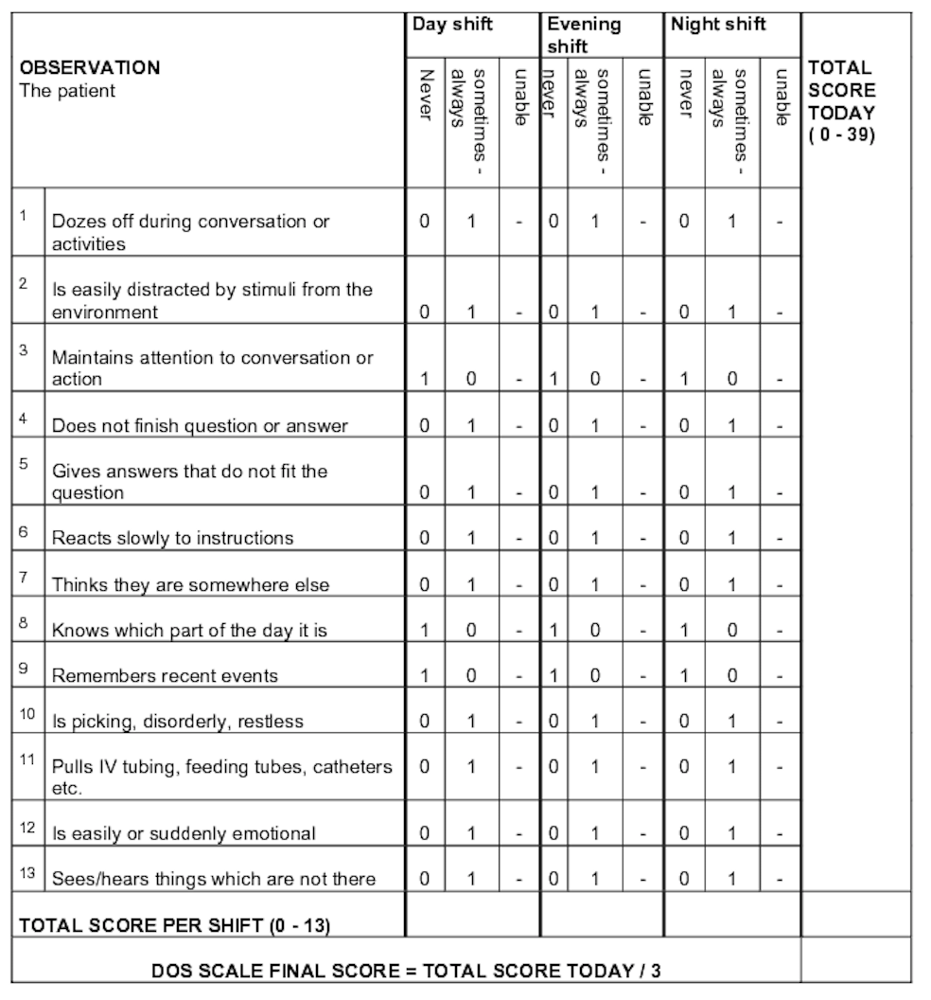 Day shift Evening shift Night shift
OBSERVATION
The patient
Never sometimes - always unable never sometimes - always unable never sometimes - always unable
TOTAL
SCORE
TODAY
( 0 - 39)
1 Dozes off during conversation or
activities 0 1 - 0 1 - 0 1 -
2 Is easily distracted by stimuli from the
environment 0 1 - 0 1 - 0 1 -
3 Maintains attention to conversation or
action 1 0 - 1 0 - 1 0 -
4 Does not finish question or answer 0 1 - 0 1 - 0 1 -
5 Gives answers that do not fit the
question 0 1 - 0 1 - 0 1 -
6 Reacts slowly to instructions 0 1 - 0 1 - 0 1 -
7 Thinks they are somewhere else 0 1 - 0 1 - 0 1 -
8 Knows which part of the day it is 1 0 - 1 0 - 1 0 -
9 Remembers recent events 1 0 - 1 0 - 1 0 -
10 Is picking, disorderly, restless 0 1 - 0 1 - 0 1 -
11 Pulls IV tubing, feeding tubes, catheters
etc. 0 1 - 0 1 - 0 1 -
12 Is easily or suddenly emotional 0 1 - 0 1 - 0 1 -
13 Sees/hears things which are not there 0 1 - 0 1 - 0 1 -
TOTAL SCORE PER SHIFT (0 - 13)
DOS SCALE FINAL SCORE = TOTAL SCORE TODAY / 3